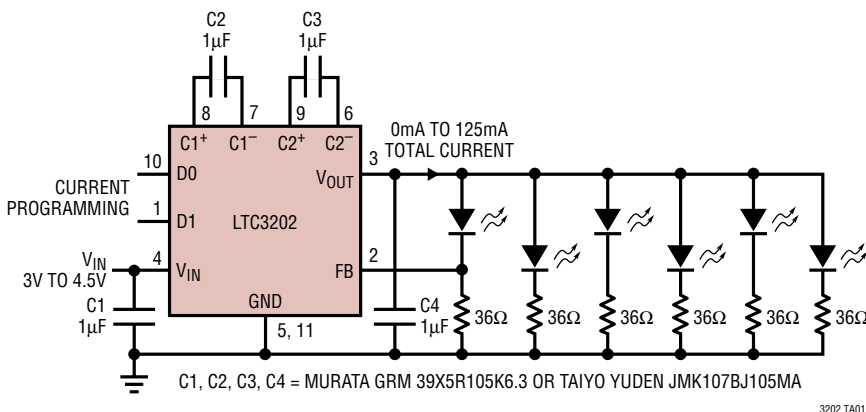 C2
1µF
C3
1µF
8
7
9
6
C1+
C1−
C2+
C2−
10
D0
3
VOUT
0mA TO 125mA
TOTAL CURRENT
CURRENT
PROGRAMMING
1
D1
LTC3202
VIN
3V TO 4.5V
4
VIN
2
FB
GND
5, 11
C1
1µF
C4
1µF
36Ω
36Ω
36Ω
36Ω
36Ω
36Ω
C1, C2, C3, C4 = MURATA GRM 39X5R105K6.3 OR TAIYO YUDEN JMK107BJ105MA
3202 TA01